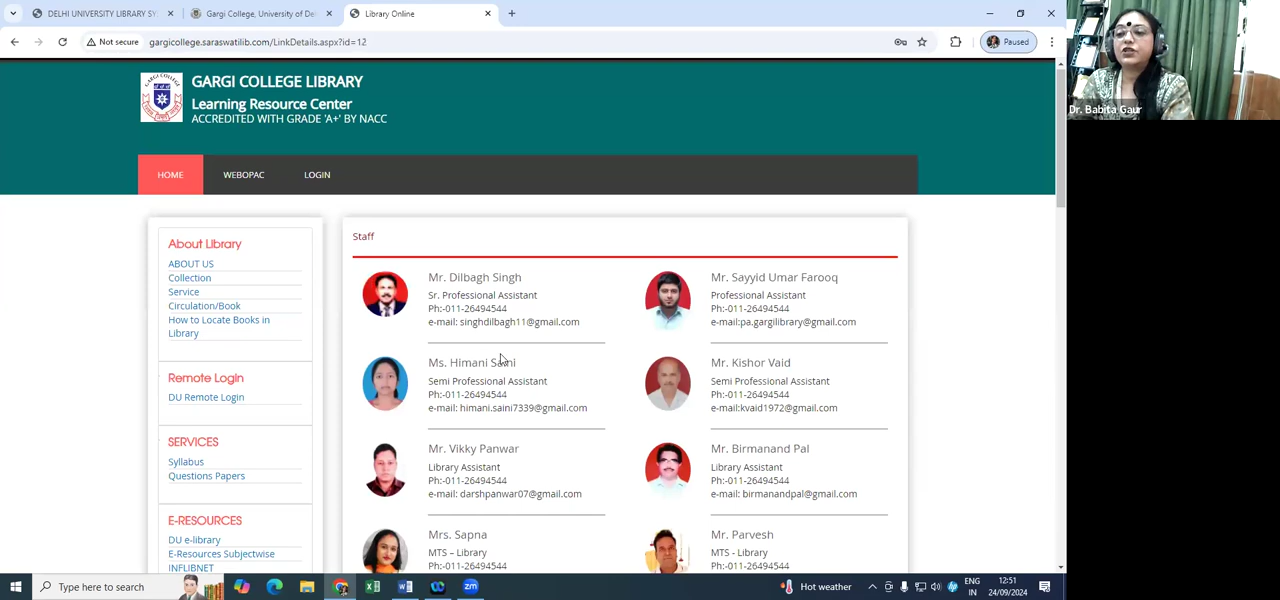 DELHI UNIVERSITY LIBRARY SY
Gargi College, University of Del
Library Online
Not secure
gargicollege.saraswatilib.com/LinkDetails.aspx?id=12
Paused
Dr. Babita Gaur
GARGI COLLEGE LIBRARY
Learning Resource Center
ACCREDITED WITH GRADE 'A+' BY NACC
HOME
WEBOPAC
LOGIN
About Library
ABOUT US
Collection
Service
Circulation/Book
How to Locate Books in
Library
Remote Login
DU Remote Login
SERVICES
Syllabus
Questions Papers
E-RESOURCES
DU e-library
E-Resources Subjectwise
INFLIBNET
Staff
Mr. Dilbagh Singh
Sr. Professional Assistant
Ph:-011-26494544
e-mail: singhdilbagh11@gmail.com
Mr. Sayyid Umar Farooq
Professional Assistant
Ph:-011-26494544
e-mail:pa.gargilibrary@gmail.com
Ms. Himani Saini
Semi Professional Assistant
Ph:-011-26494544
e-mail: himani.saini7339@gmail.com
Mr. Kishor Vaid
Semi Professional Assistant
Ph:-011-26494544
e-mail:kvaid1972@gmail.com
Mr. Vikky Panwar
Library Assistant
Ph:-011-26494544
e-mail: darshpanwar07@gmail.com
Mr. Birmanand Pal
Library Assistant
Ph:-011-26494544
e-mail: birmanandpal@gmail.com
Mrs. Sapna
MTS – Library
Ph:-011-26494544
Mr. Parvesh
MTS - Library
Ph:-011-26494544
Type here to search
Hot weather
ENG
IN
12:51
24/09/2024